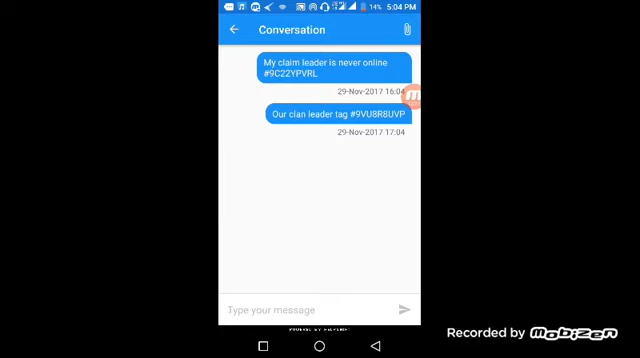 14% 5:04 PM
Conversation
My claim leader is never online
#9C22YPVRL
29-Nov-2017 16:04
Our clan leader tag #9VU8R8UVP
29-Nov-2017 17:04
Type your message
Recorded by Mobizen